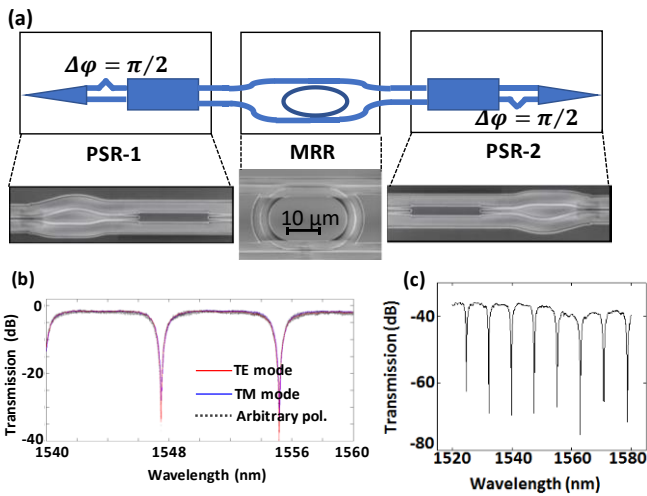 (a)
Δφ = π/2
Δφ = π/2
PSR-1
MRR
PSR-2
10 μm
(b)
0
-20
-40
Transmission (dB)
TE mode
TM mode
Arbitrary pol.
1540
1548
1556
1560
Wavelength (nm)
(c)
-40
-60
-80
Transmission (dB)
1520
1540
1560
1580
Wavelength (nm)